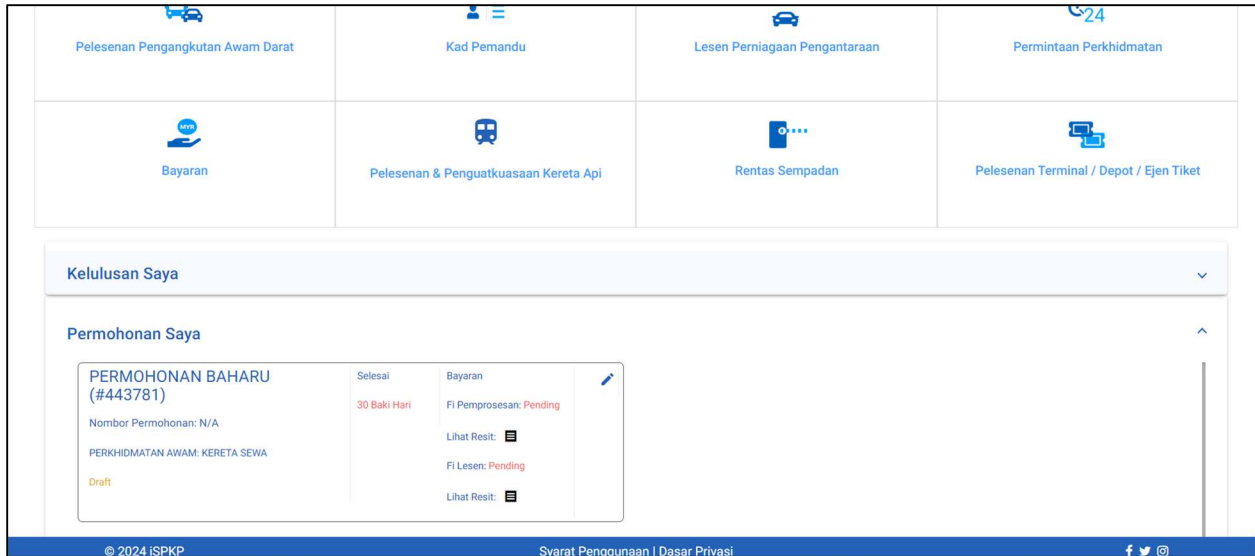 24
Pelesenan Pengangkutan Awam Darat
Kad Pemandu
Lesen Perniagaan Pengantaraan
Permintaan Perkhidmatan
MYR
Bayaran
Pelesenan & Penguatkuasaan Kereta Api
Rentas Sempadan
Pelesenan Terminal / Depot / Ejen Tiket
Kelulusan Saya
Permohonan Saya
PERMOHONAN BAHARU
(#443781)
Nombor Permohonan: N/A
PERKHIDMATAN AWAM: KERETA SEWA
Draft
Selesai
30 Baki Hari
Bayaran
Fi Pemprosesan: Pending
Lihat Resit:
Fi Lesen: Pending
Lihat Resit:
© 2024 iSPKP
Syarat Penggunaan | Dasar Privasi